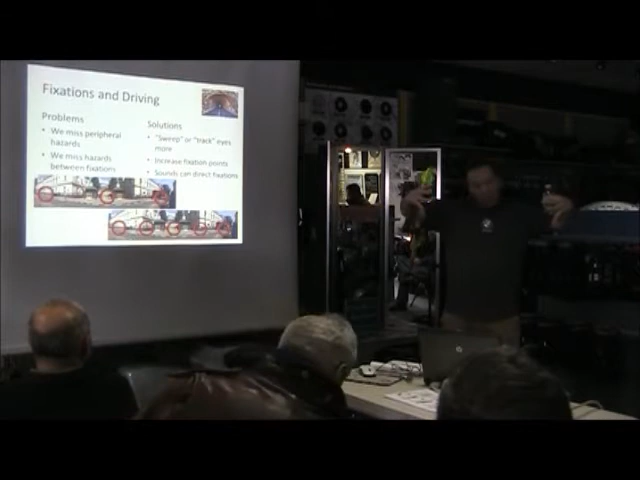 Fixations and Driving
Problems
• We miss peripheral
hazards
• We miss hazards
between fixations
Solutions
• "Sweep" or "track" eyes
more
• Increase fixation points
• Sounds can direct fixations